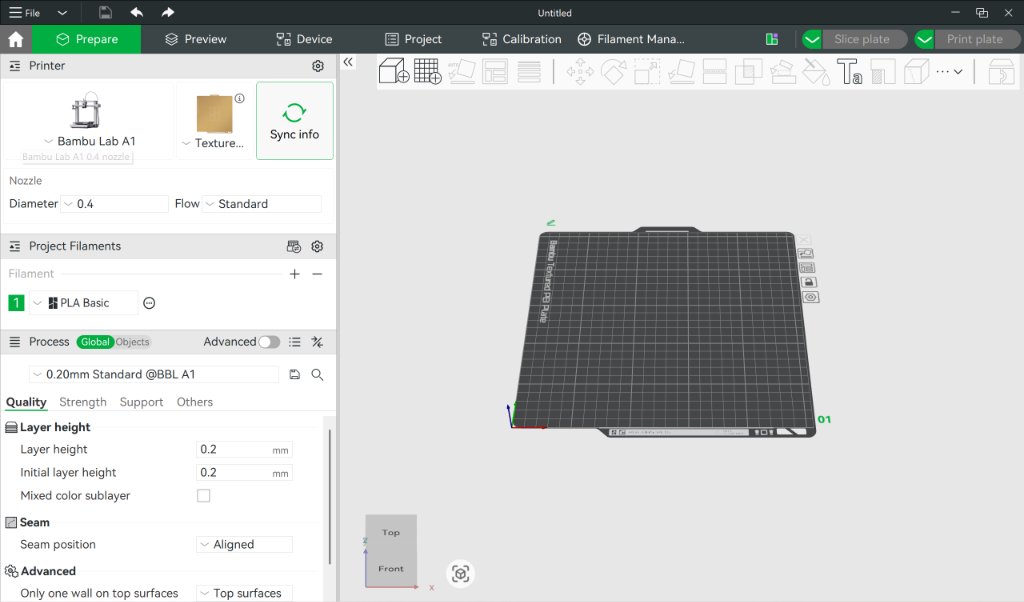 File
Untitled
Prepare
Preview
Device
Project
Calibration
Filament Mana...
Slice plate
Print plate
Printer
Bambu Lab A1
Texture...
Sync info
Bambu Lab A1 0.4 nozzle
Nozzle
Diameter 0.4 Flow Standard
Project Filaments
Filament
1 PLA Basic
Process Global Objects Advanced
0.20mm Standard @BBL A1
Quality Strength Support Others
Layer height
Layer height 0.2 mm
Initial layer height 0.2 mm
Mixed color sublayer
Seam
Seam position Aligned
Advanced
Only one wall on top surfaces Top surfaces
Bambu Textured PEI Plate
01
Top
Front
z
x